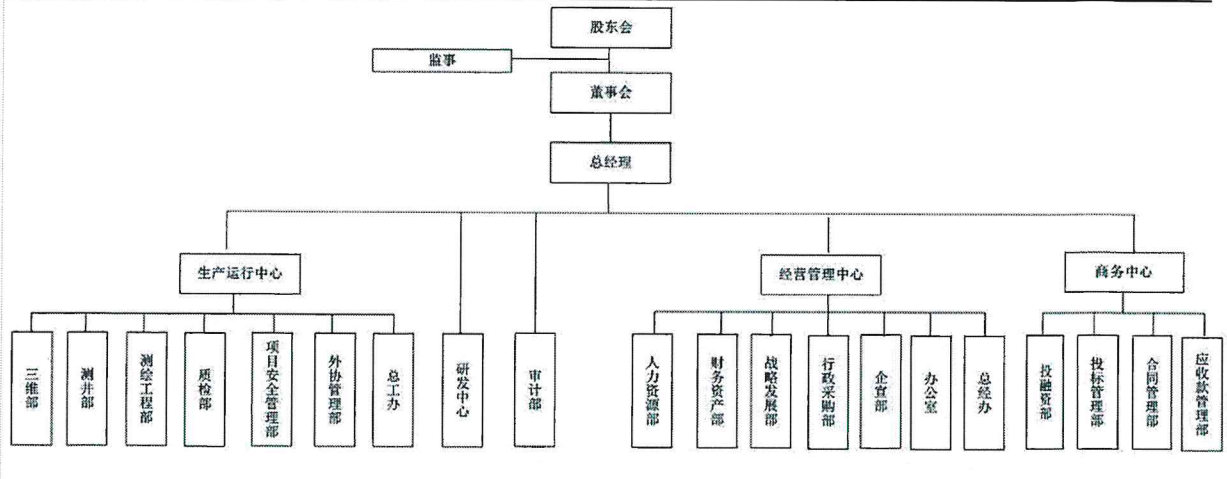 股东会
监事
董事会
总经理
生产运行中心
经营管理中心
商务中心
三维部
测井部
测绘工程部
质检部
项目安全管理部
外协管理部
总工办
研发中心
审计部
人力资源部
财务资产部
战略发展部
行政采购部
企宣部
办公室
总经办
投融资部
投标管理部
合同管理部
应收款管理部